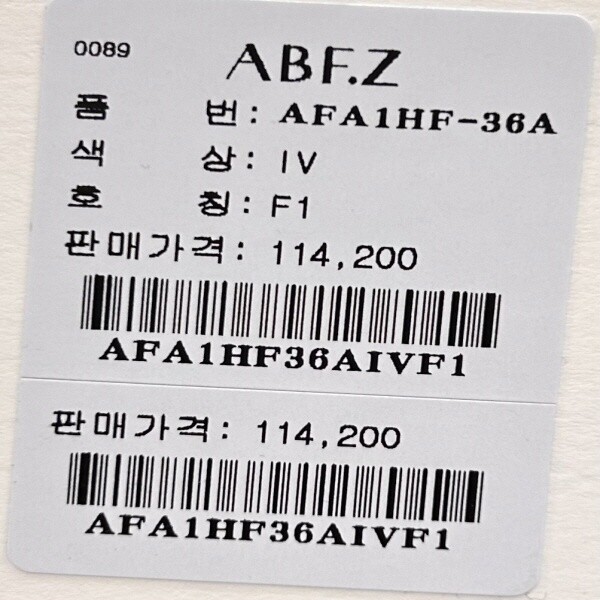 0089 ABF.Z
품 번: AFA1HF-36A
색 상: IV
호 칭: F1
판매가격: 114,200
AFA1HF36AIVF1
판매가격: 114,200
AFA1HF36AIVF1